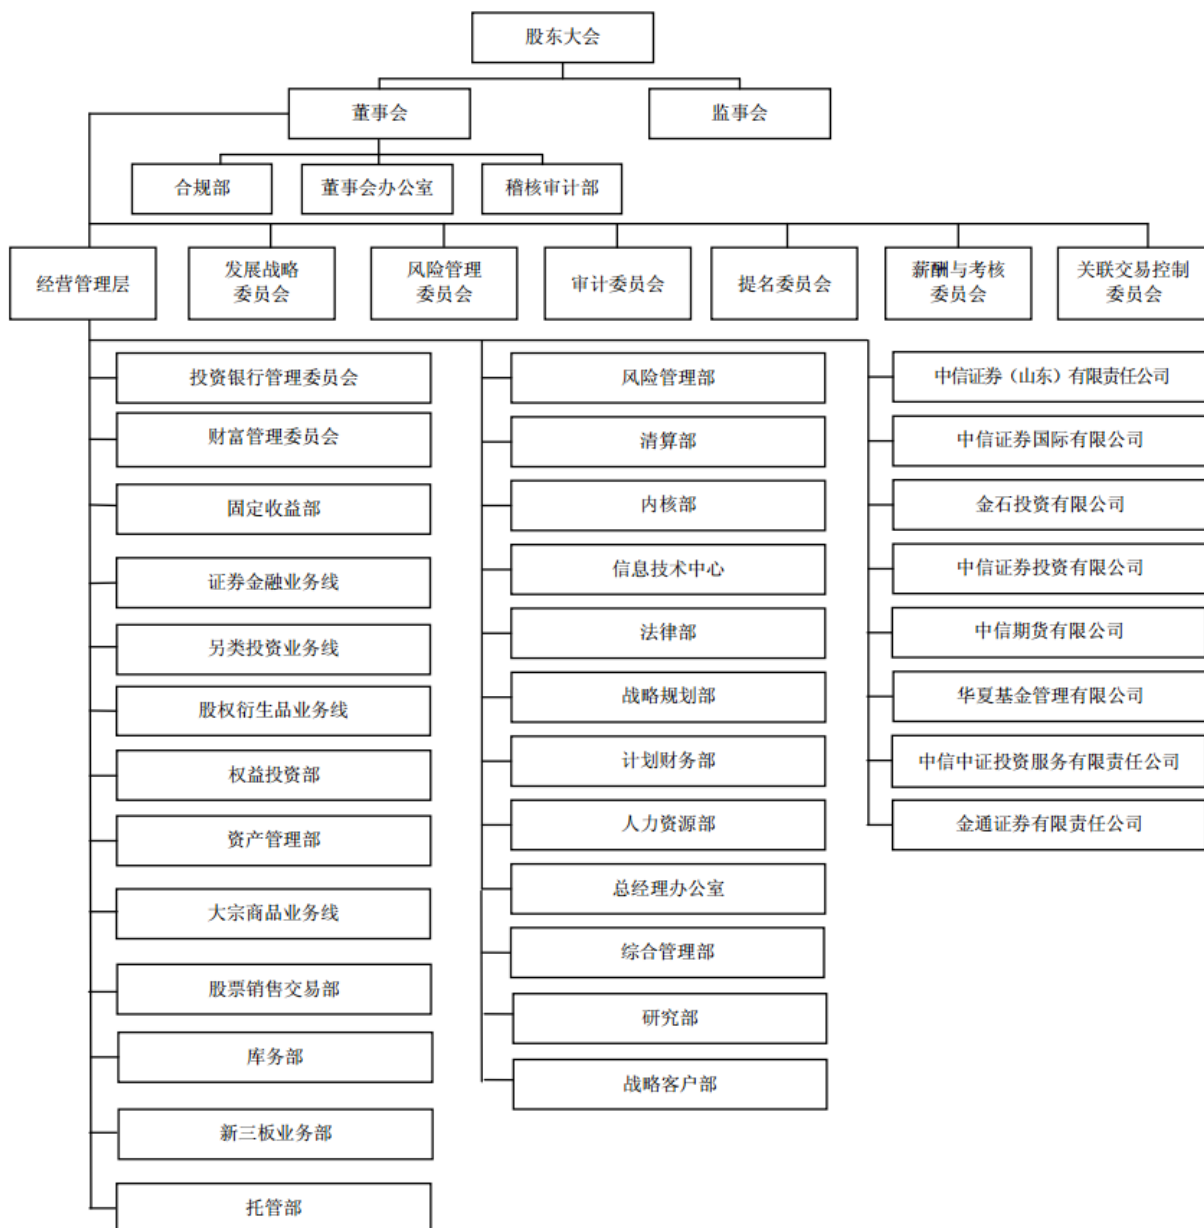 股东大会
董事会
监事会
合规部
董事会办公室
稽核审计部
经营管理层
发展战略
委员会
风险管理
委员会
审计委员会
提名委员会
薪酬与考核
委员会
关联交易控制
委员会
投资银行管理委员会
财富管理委员会
固定收益部
证券金融业务线
另类投资业务线
股权衍生品业务线
权益投资部
资产管理部
大宗商品业务线
股票销售交易部
库务部
新三板业务部
托管部
风险管理部
清算部
内核部
信息技术中心
法律部
战略规划部
计划财务部
人力资源部
总经理办公室
综合管理部
研究部
战略客户部
中信证券（山东）有限责任公司
中信证券国际有限公司
金石投资有限公司
中信证券投资有限公司
中信期货有限公司
华夏基金管理有限公司
中信中证投资服务有限责任公司
金通证券有限责任公司